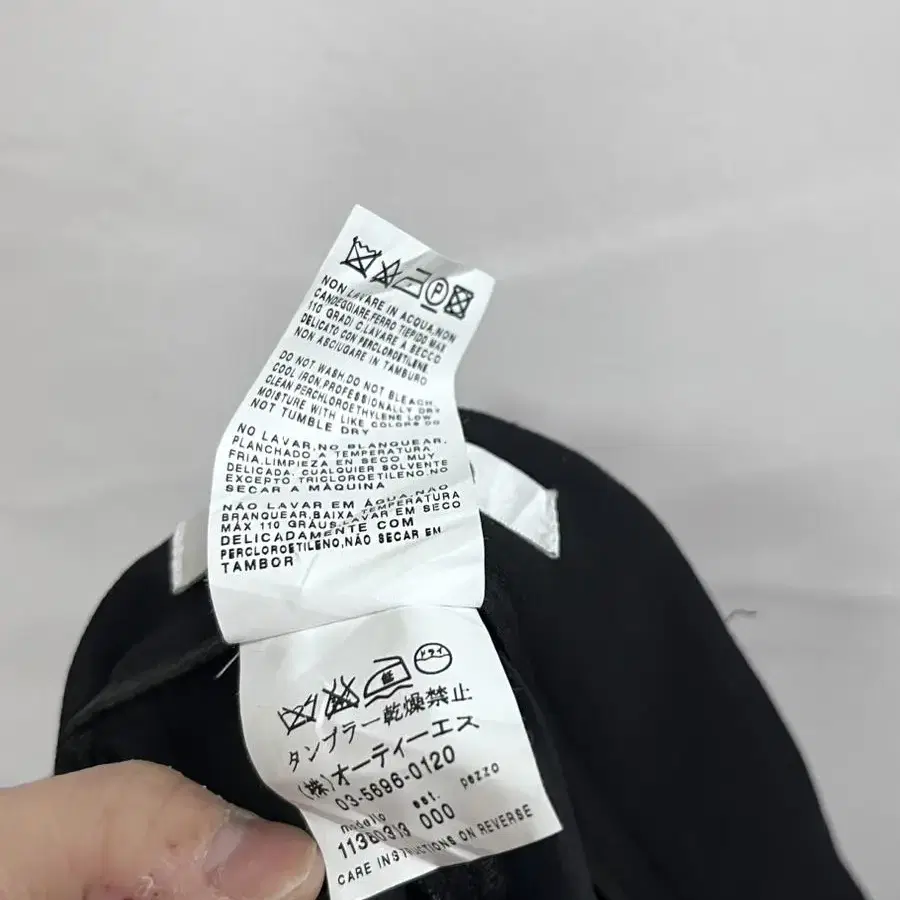 P
NON LAVARE IN ACQUA,NON
CANDEGGIARE,FERRO TIEPIDO MAX
110 GRADI C,LAVARE A SECCO
DELICATO CON PERCLOROETILENE.
NON ASCIUGARE IN TAMBURO
DO NOT WASH,DO NOT BLEACH,
COOL IRON,PROFESSIONALLY DRY
CLEAN PERCHLOROETHYLENE LOW
MOISTURE WITH LIKE COLORS DO
NOT TUMBLE DRY
NO LAVAR,NO BLANQUEAR,
PLANCHADO A TEMPERATURA
FRIA,LIMPIEZA EN SECO MUY
DELICADA, CUALQUIER SOLVENTE
EXCEPTO TRICLOROETILENO,NO
SECAR A MÁQUINA
NÃO LAVAR EM ÁGUA,NÃO
BRANQUEAR,BAIXA TEMPERATURA
MÁX 110 GRÁUS,LAVAR EM SECO
DELICADAMENTE COM
PERCLOROETILENO,NÃO SECAR EM
TAMBOR
低 ドライ
タンブラー乾燥禁止
(株)オーティーエス
03-5696-0120
modello est. pezzo
000
CARE INSTRUCTIONS ON REVERSE